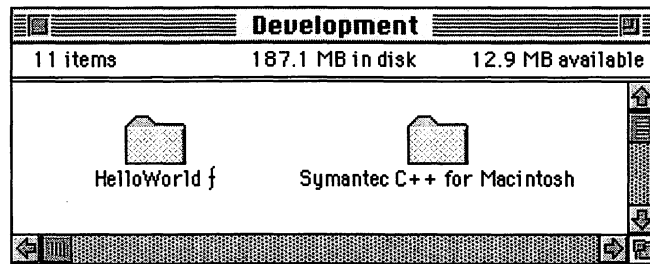 Development
11 items 187.1 MB in disk 12.9 MB available
HelloWorld ƒ Symantec C++ for Macintosh